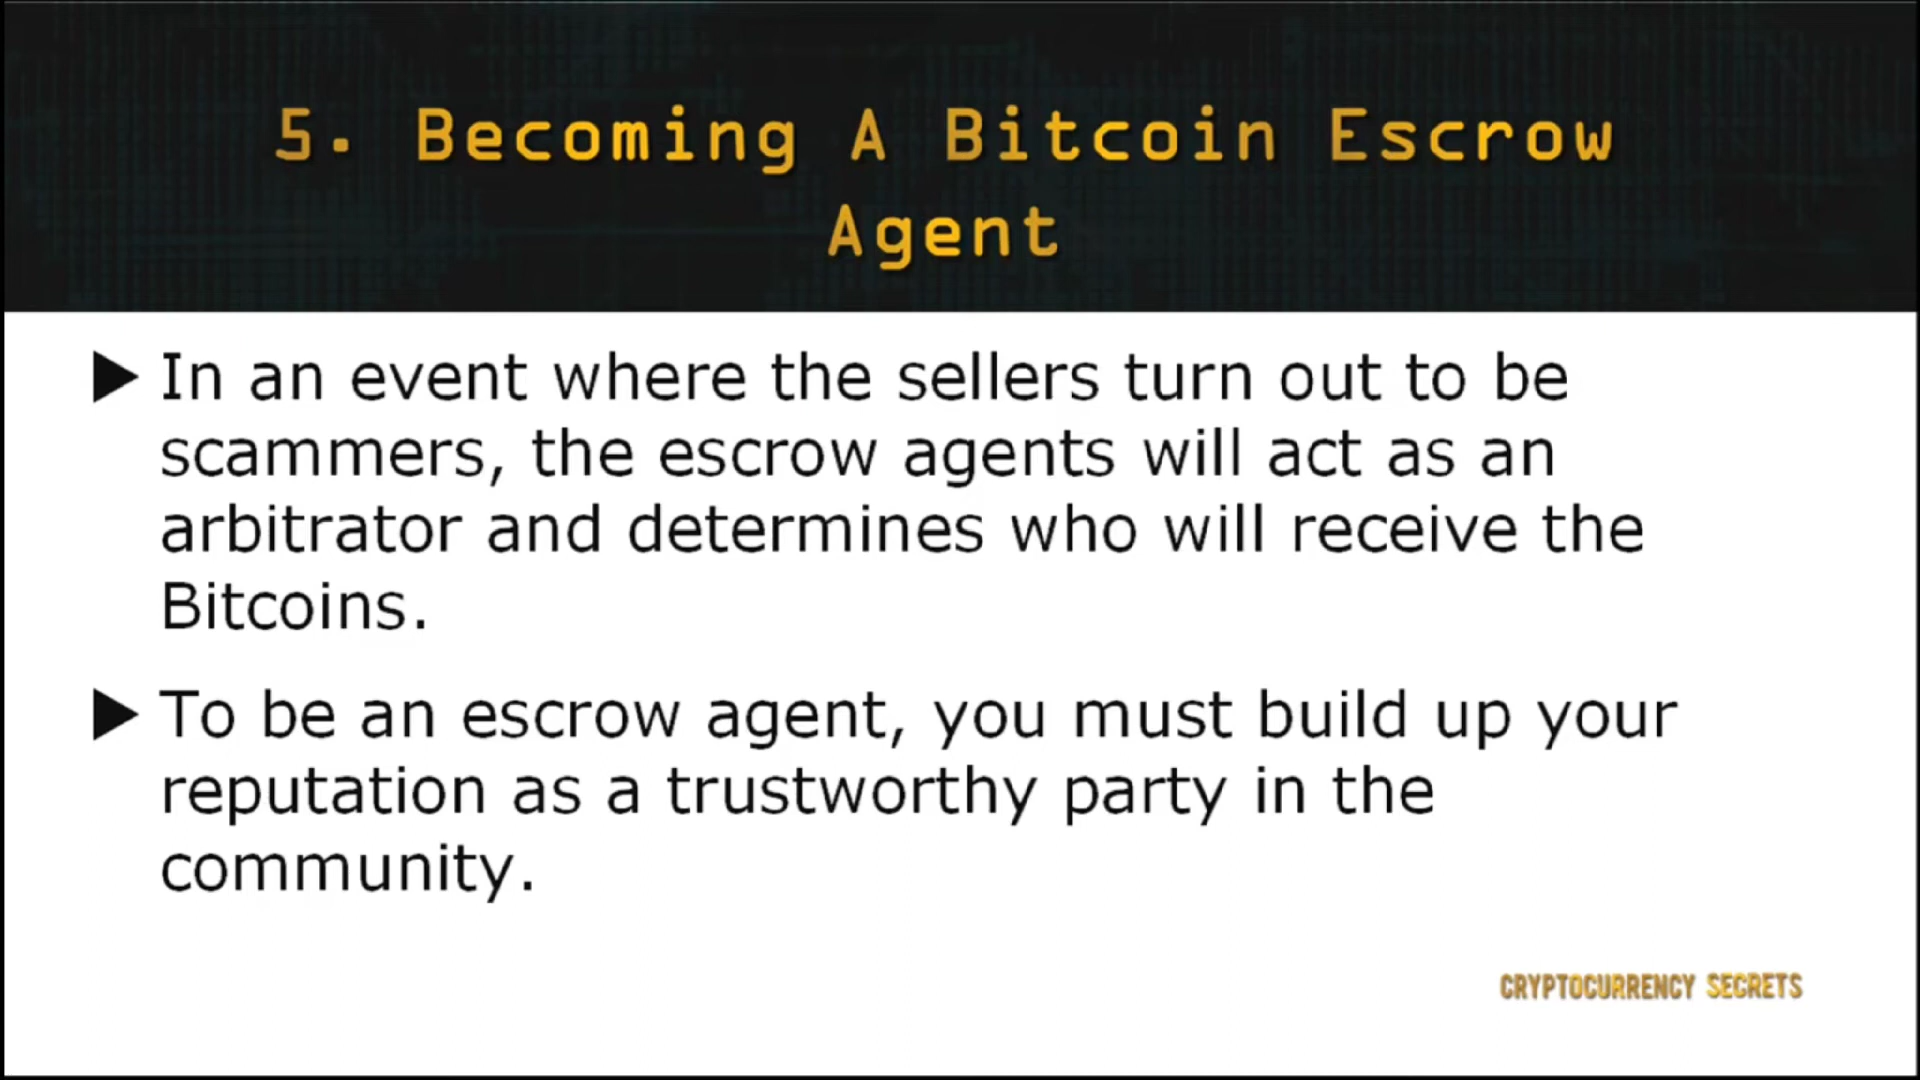 5. Becoming A Bitcoin Escrow
Agent
In an event where the sellers turn out to be
scammers, the escrow agents will act as an
arbitrator and determines who will receive the
Bitcoins.
To be an escrow agent, you must build up your
reputation as a trustworthy party in the
community.
CRYPTOCURRENCY SECRETS